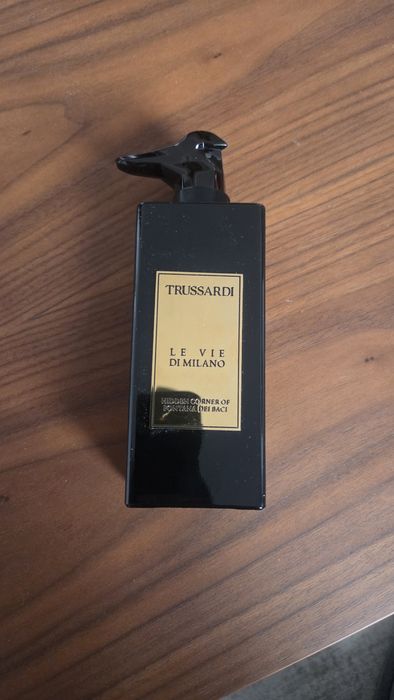 TRUSSARDI
LE VIE
DI MILANO
HIDDEN CORNER OF
FONTANA DEI BACI